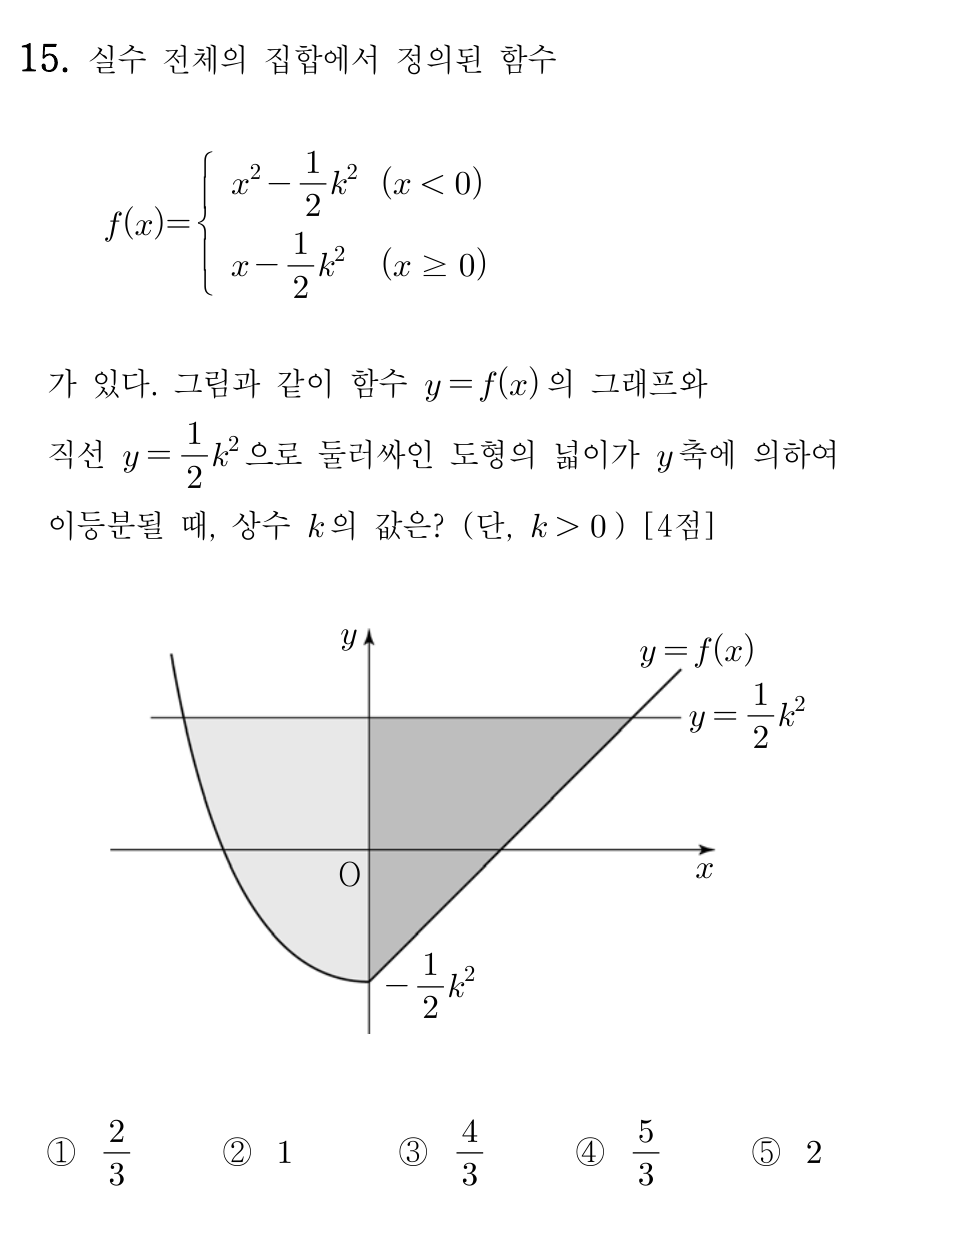 15. 실수 전체의 집합에서 정의된 함수
f(x)= { x² − 1/2 k² (x < 0)
x − 1/2 k² (x ≥ 0)
가 있다. 그림과 같이 함수 y = f(x)의 그래프와
직선 y = 1/2 k²으로 둘러싸인 도형의 넓이가 y축에 의하여
이등분될 때, 상수 k의 값은? (단, k > 0) [4점]
y
y = f(x)
y = 1/2 k²
O
x
− 1/2 k²
① 2/3 ② 1 ③ 4/3 ④ 5/3 ⑤ 2